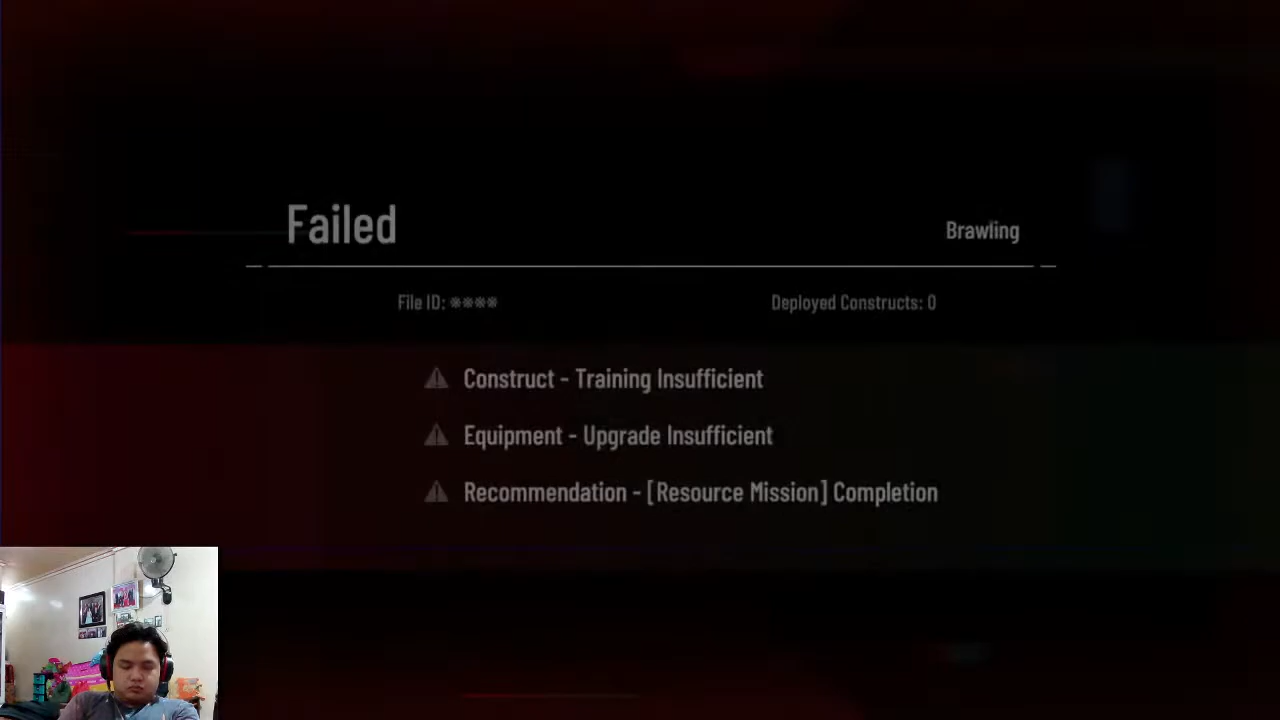 Failed
Brawling
File ID: ※※※※
Deployed Constructs: 0
Construct - Training Insufficient
Equipment - Upgrade Insufficient
Recommendation - [Resource Mission] Completion